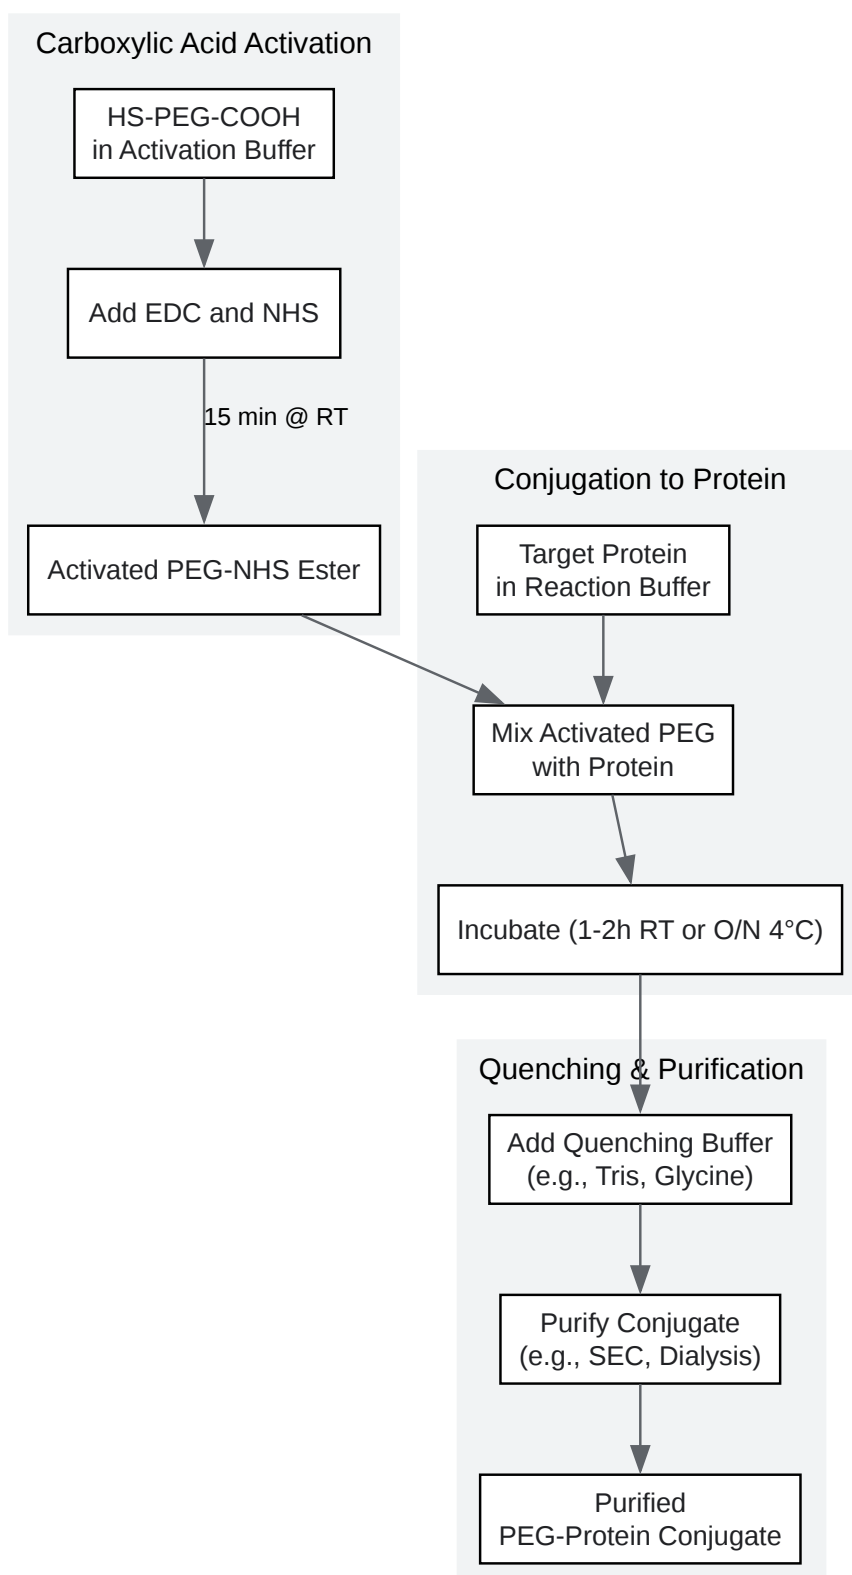 Carboxylic Acid Activation
HS-PEG-COOH
in Activation Buffer
Add EDC and NHS
15 min @ RT
Activated PEG-NHS Ester
Conjugation to Protein
Target Protein
in Reaction Buffer
Mix Activated PEG
with Protein
Incubate (1-2h RT or O/N 4°C)
Quenching & Purification
Add Quenching Buffer
(e.g., Tris, Glycine)
Purify Conjugate
(e.g., SEC, Dialysis)
Purified
PEG-Protein Conjugate